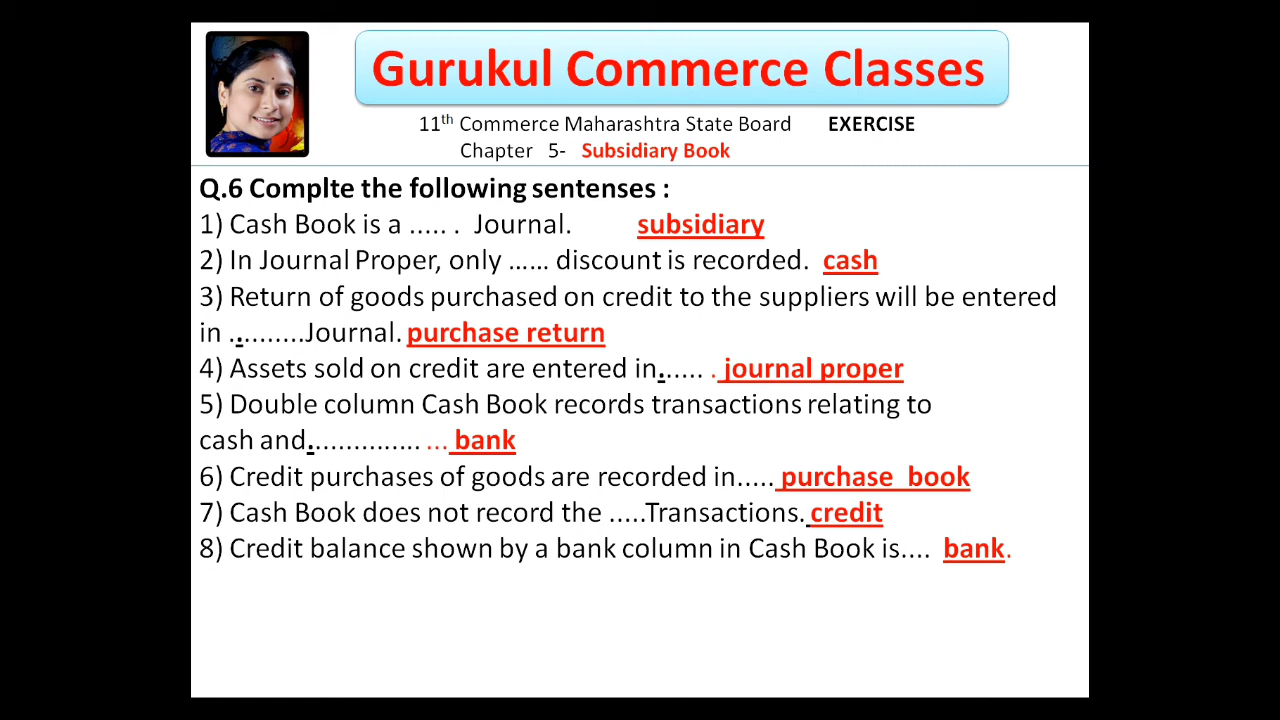 Gurukul Commerce Classes
11th Commerce Maharashtra State Board EXERCISE
Chapter 5- Subsidiary Book
Q.6 Complte the following sentenses :
1) Cash Book is a ..... . Journal. subsidiary
2) In Journal Proper, only ...... discount is recorded. cash
3) Return of goods purchased on credit to the suppliers will be entered
in ..........Journal. purchase return
4) Assets sold on credit are entered in...... . journal proper
5) Double column Cash Book records transactions relating to
cash and............... ... bank
6) Credit purchases of goods are recorded in..... purchase book
7) Cash Book does not record the .....Transactions. credit
8) Credit balance shown by a bank column in Cash Book is.... bank.